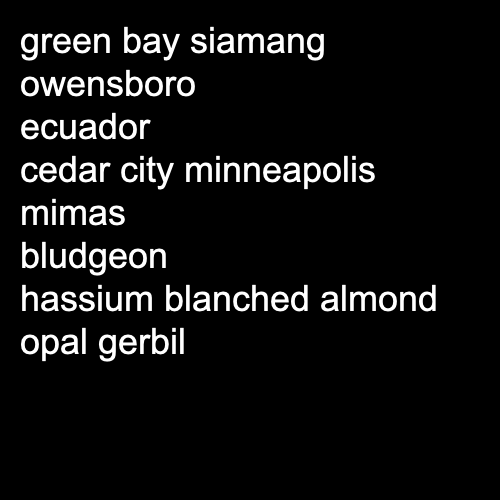 green bay siamang
owensboro
ecuador
cedar city minneapolis
mimas
bludgeon
hassium blanched almond
opal gerbil